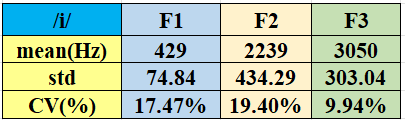 /i/ F1 F2 F3
mean(Hz) 429 2239 3050
std 74.84 434.29 303.04
CV(%) 17.47% 19.40% 9.94%